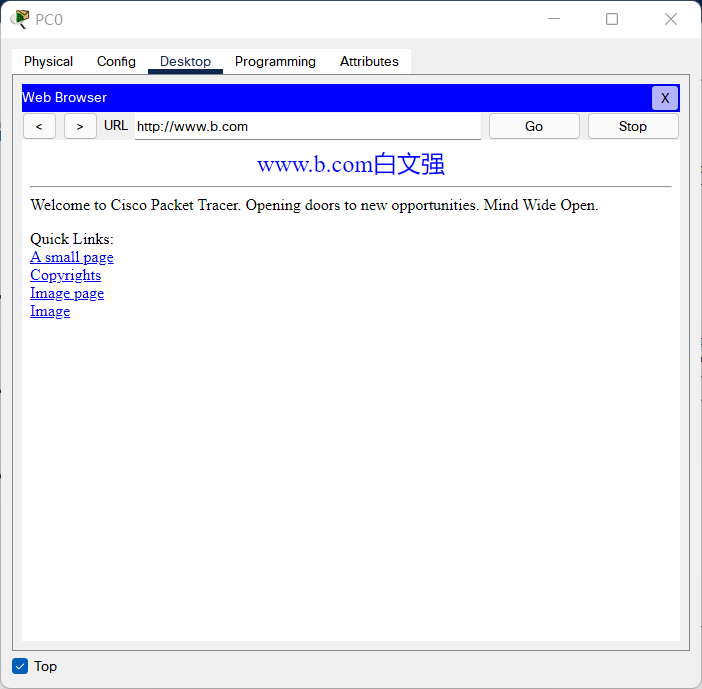 PC0
Physical Config Desktop Programming Attributes
Web Browser X
< > URL http://www.b.com Go Stop
www.b.com白文强
Welcome to Cisco Packet Tracer. Opening doors to new opportunities. Mind Wide Open.
Quick Links:
A small page
Copyrights
Image page
Image
Top